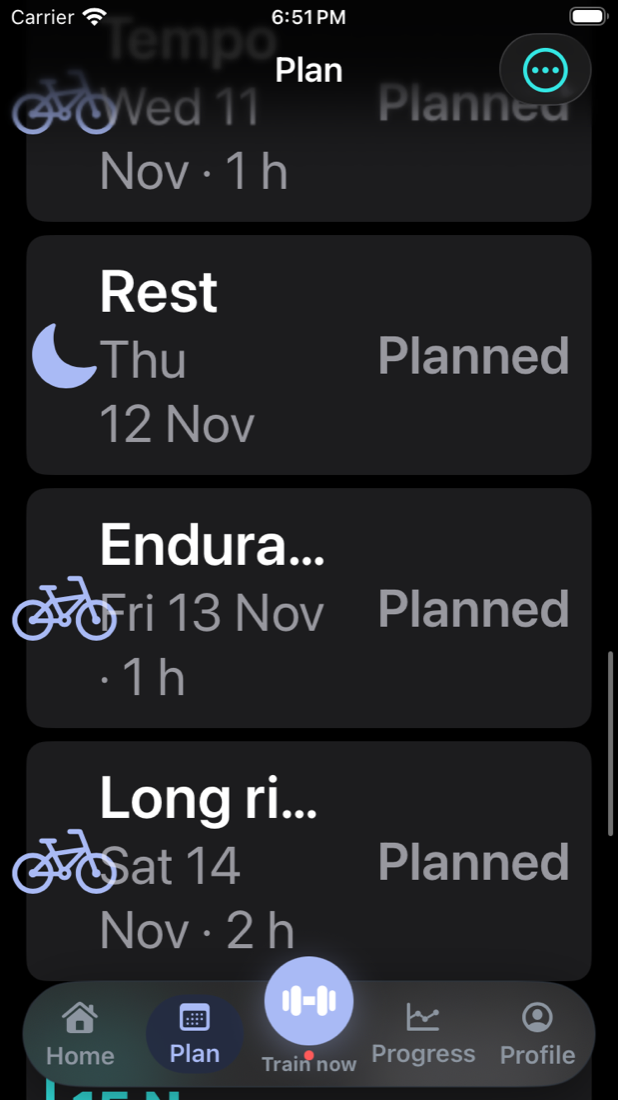 Carrier 6:51 PM
Tempo
Plan
Wed 11
Nov · 1 h
Planned
Rest
Thu
12 Nov
Planned
Endura...
Fri 13 Nov
· 1 h
Planned
Long ri...
Sat 14
Nov · 2 h
Planned
Home
Plan
Train now
Progress
Profile